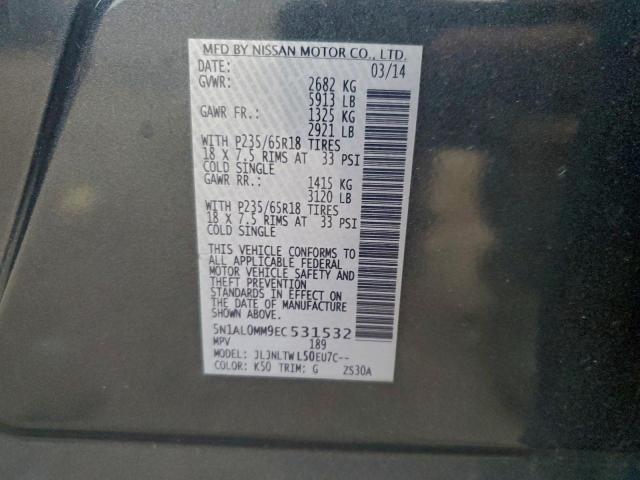 MFD BY NISSAN MOTOR CO., LTD.
DATE: 03/14
GVWR: 2682 KG
5913 LB
GAWR FR.: 1325 KG
2921 LB
WITH P235/65R18 TIRES
18 X 7.5 RIMS AT 33 PSI
COLD SINGLE
GAWR RR.: 1415 KG
3120 LB
WITH P235/65R18 TIRES
18 X 7.5 RIMS AT 33 PSI
COLD SINGLE
THIS VEHICLE CONFORMS TO
ALL APPLICABLE FEDERAL
MOTOR VEHICLE SAFETY AND
THEFT PREVENTION
STANDARDS IN EFFECT ON
THE DATE OF MANUFACTURE
SHOWN ABOVE.
5N1AL0MM9EC531532
MPV 189
MODEL: JLJNLTWL50EU7C--
COLOR: K50 TRIM: G ZS30A